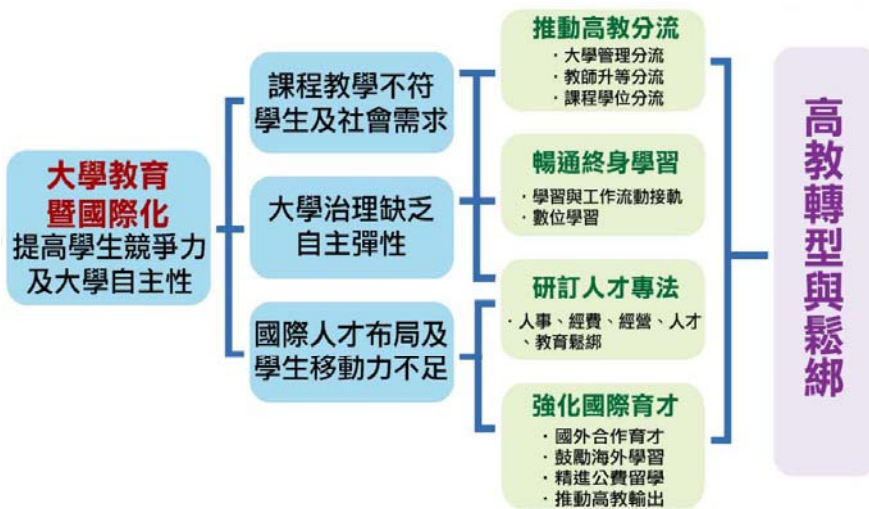 大學教育
暨國際化
提高學生競爭力
及大學自主性
課程教學不符
學生及社會需求
大學治理缺乏
自主彈性
國際人才布局及
學生移動力不足
推動高教分流
・大學管理分流
・教師升等分流
・課程學位分流
暢通終身學習
・學習與工作流動接軌
・數位學習
研訂人才專法
・人事、經費、經營、人才
、教育鬆綁
強化國際育才
・國外合作育才
・鼓勵海外學習
・精進公費留學
・推動高教輸出
高教轉型與鬆綁